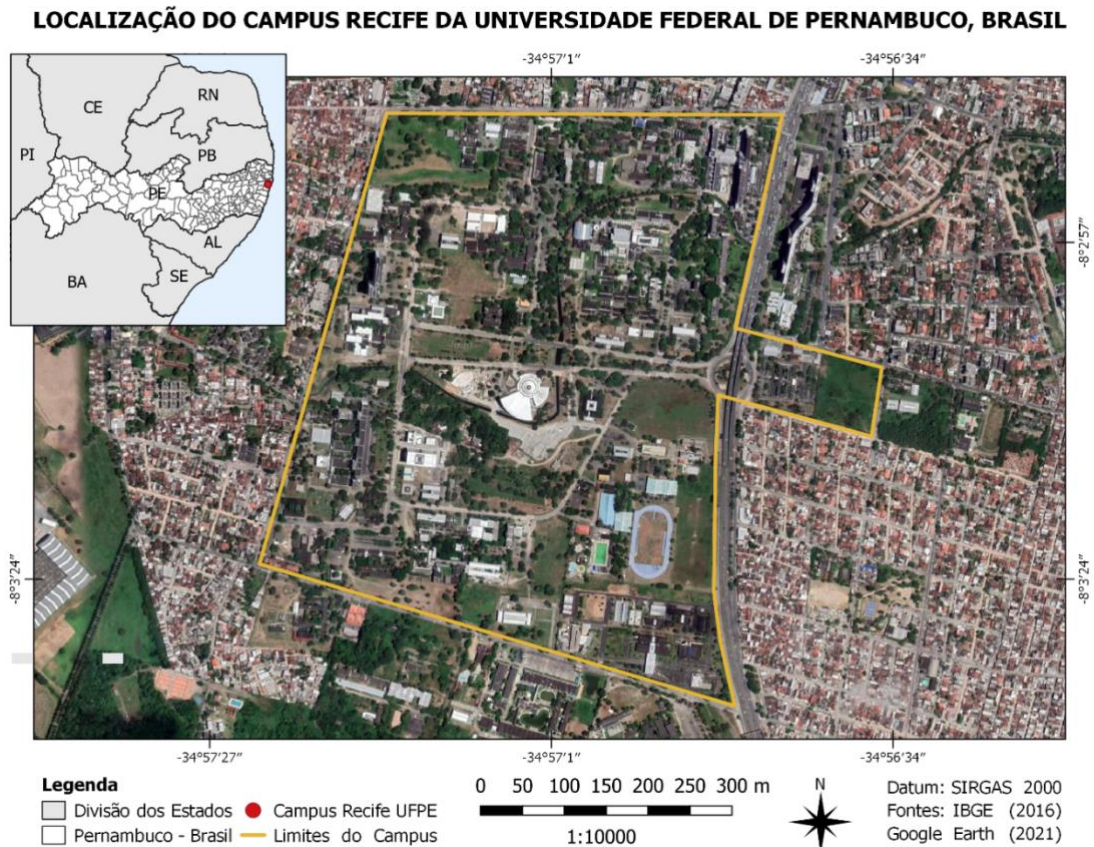 LOCALIZAÇÃO DO CAMPUS RECIFE DA UNIVERSIDADE FEDERAL DE PERNAMBUCO, BRASIL
-34°57'1"
-34°56'34"
CE
RN
PB
PI
PE
AL
SE
BA
-8°2'57"
-8°3'24"
-8°3'24"
-34°57'27"
-34°57'1"
-34°56'34"
Legenda
Divisão dos Estados
Campus Recife UFPE
Pernambuco - Brasil
Limites do Campus
0 50 100 150 200 250 300 m
1:10000
N
Datum: SIRGAS 2000
Fontes: IBGE (2016)
Google Earth (2021)